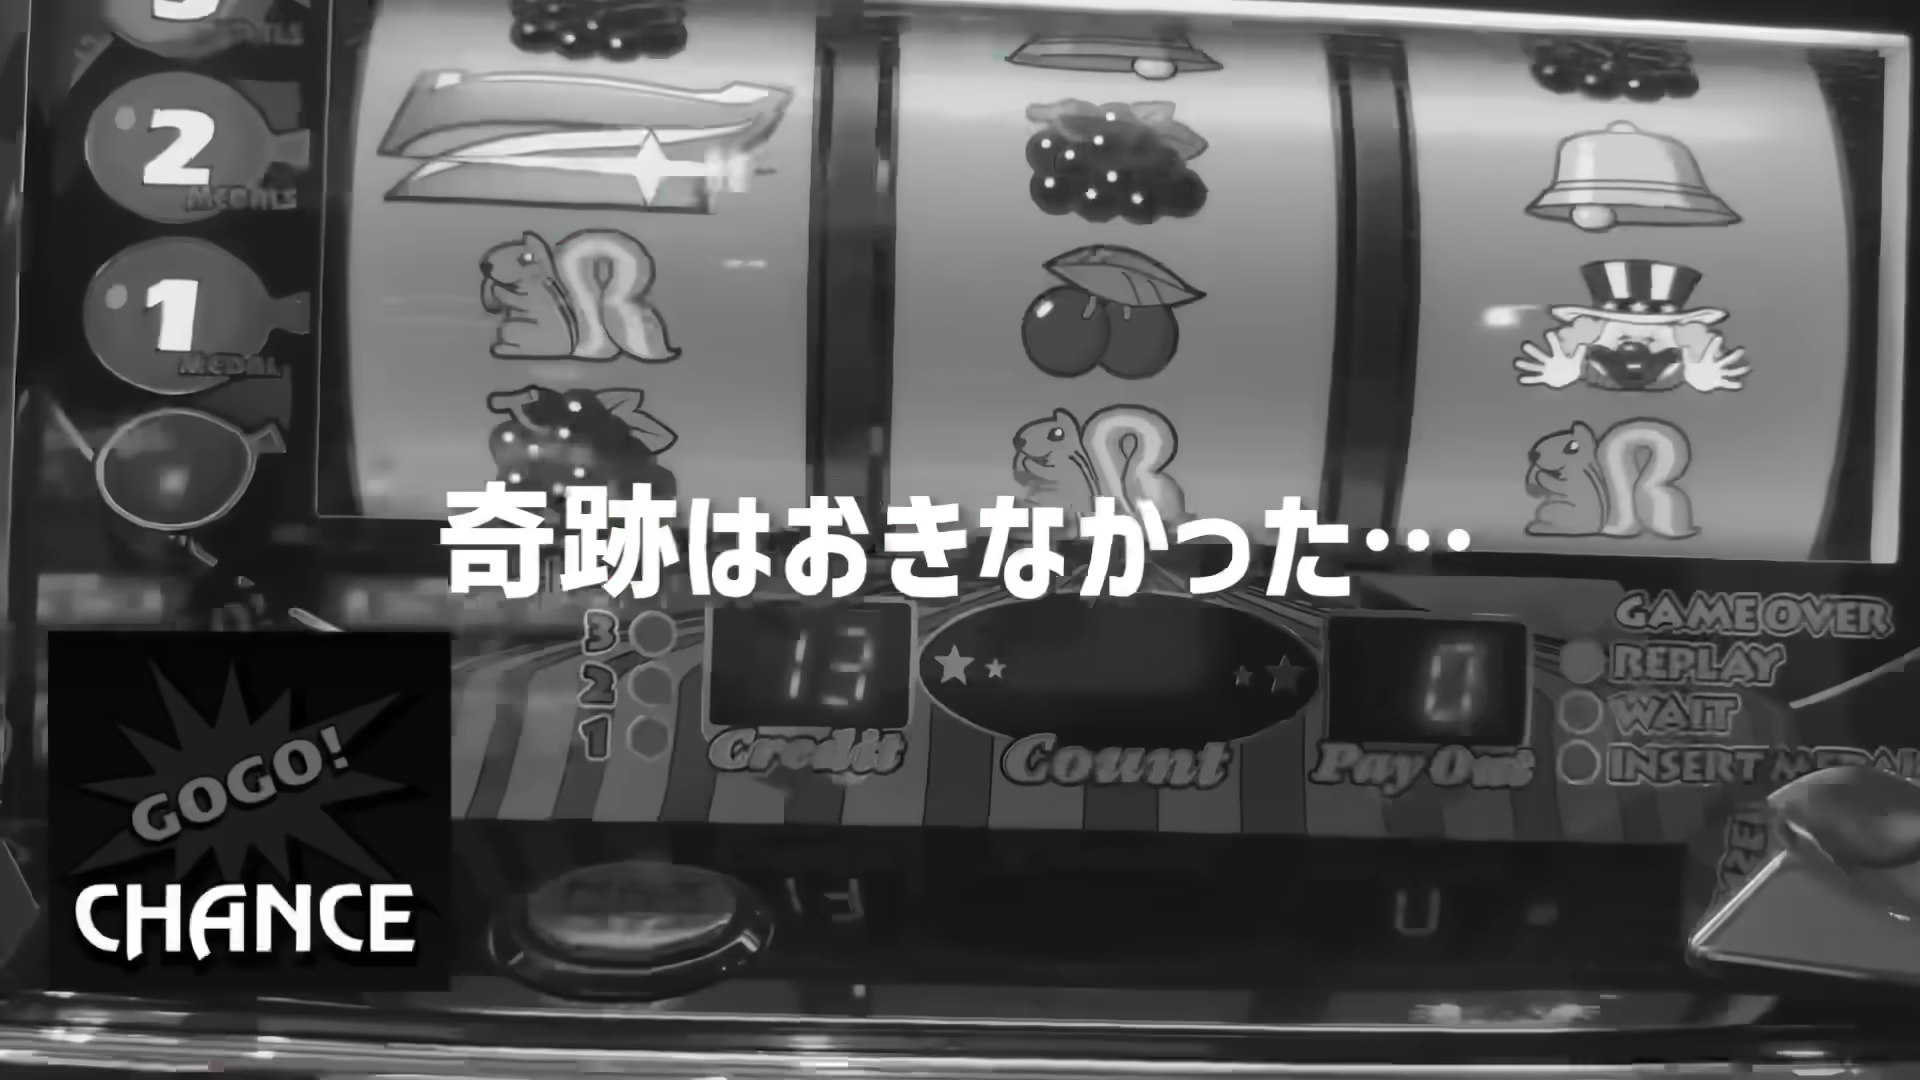 2
MEDALS
1
MEDAL
奇跡はおきなかった…
3
2
1
13
Credit
Count
0
Pay Out
GAME OVER
REPLAY
WAIT
INSERT MEDAL
GOGO!
CHANCE